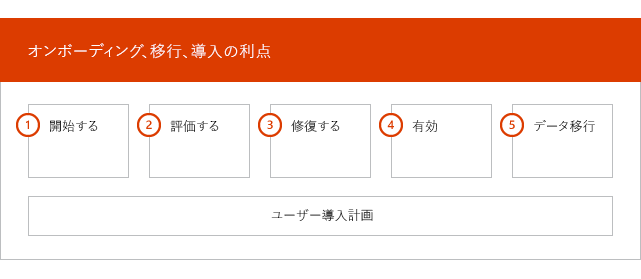 オンボーディング、移行、導入の利点
1 開始する
2 評価する
3 修復する
4 有効
5 データ移行
ユーザー導入計画